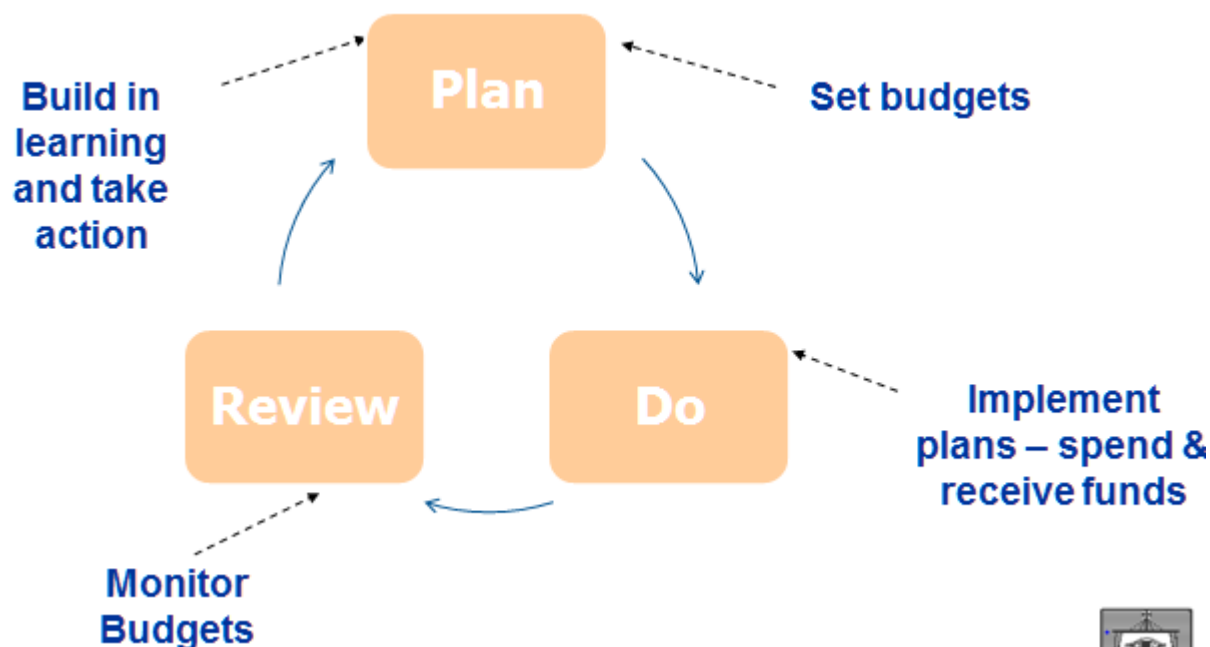 Plan
Set budgets
Build in
learning
and take
action
Review
Do
Implement
plans – spend &
receive funds
Monitor
Budgets